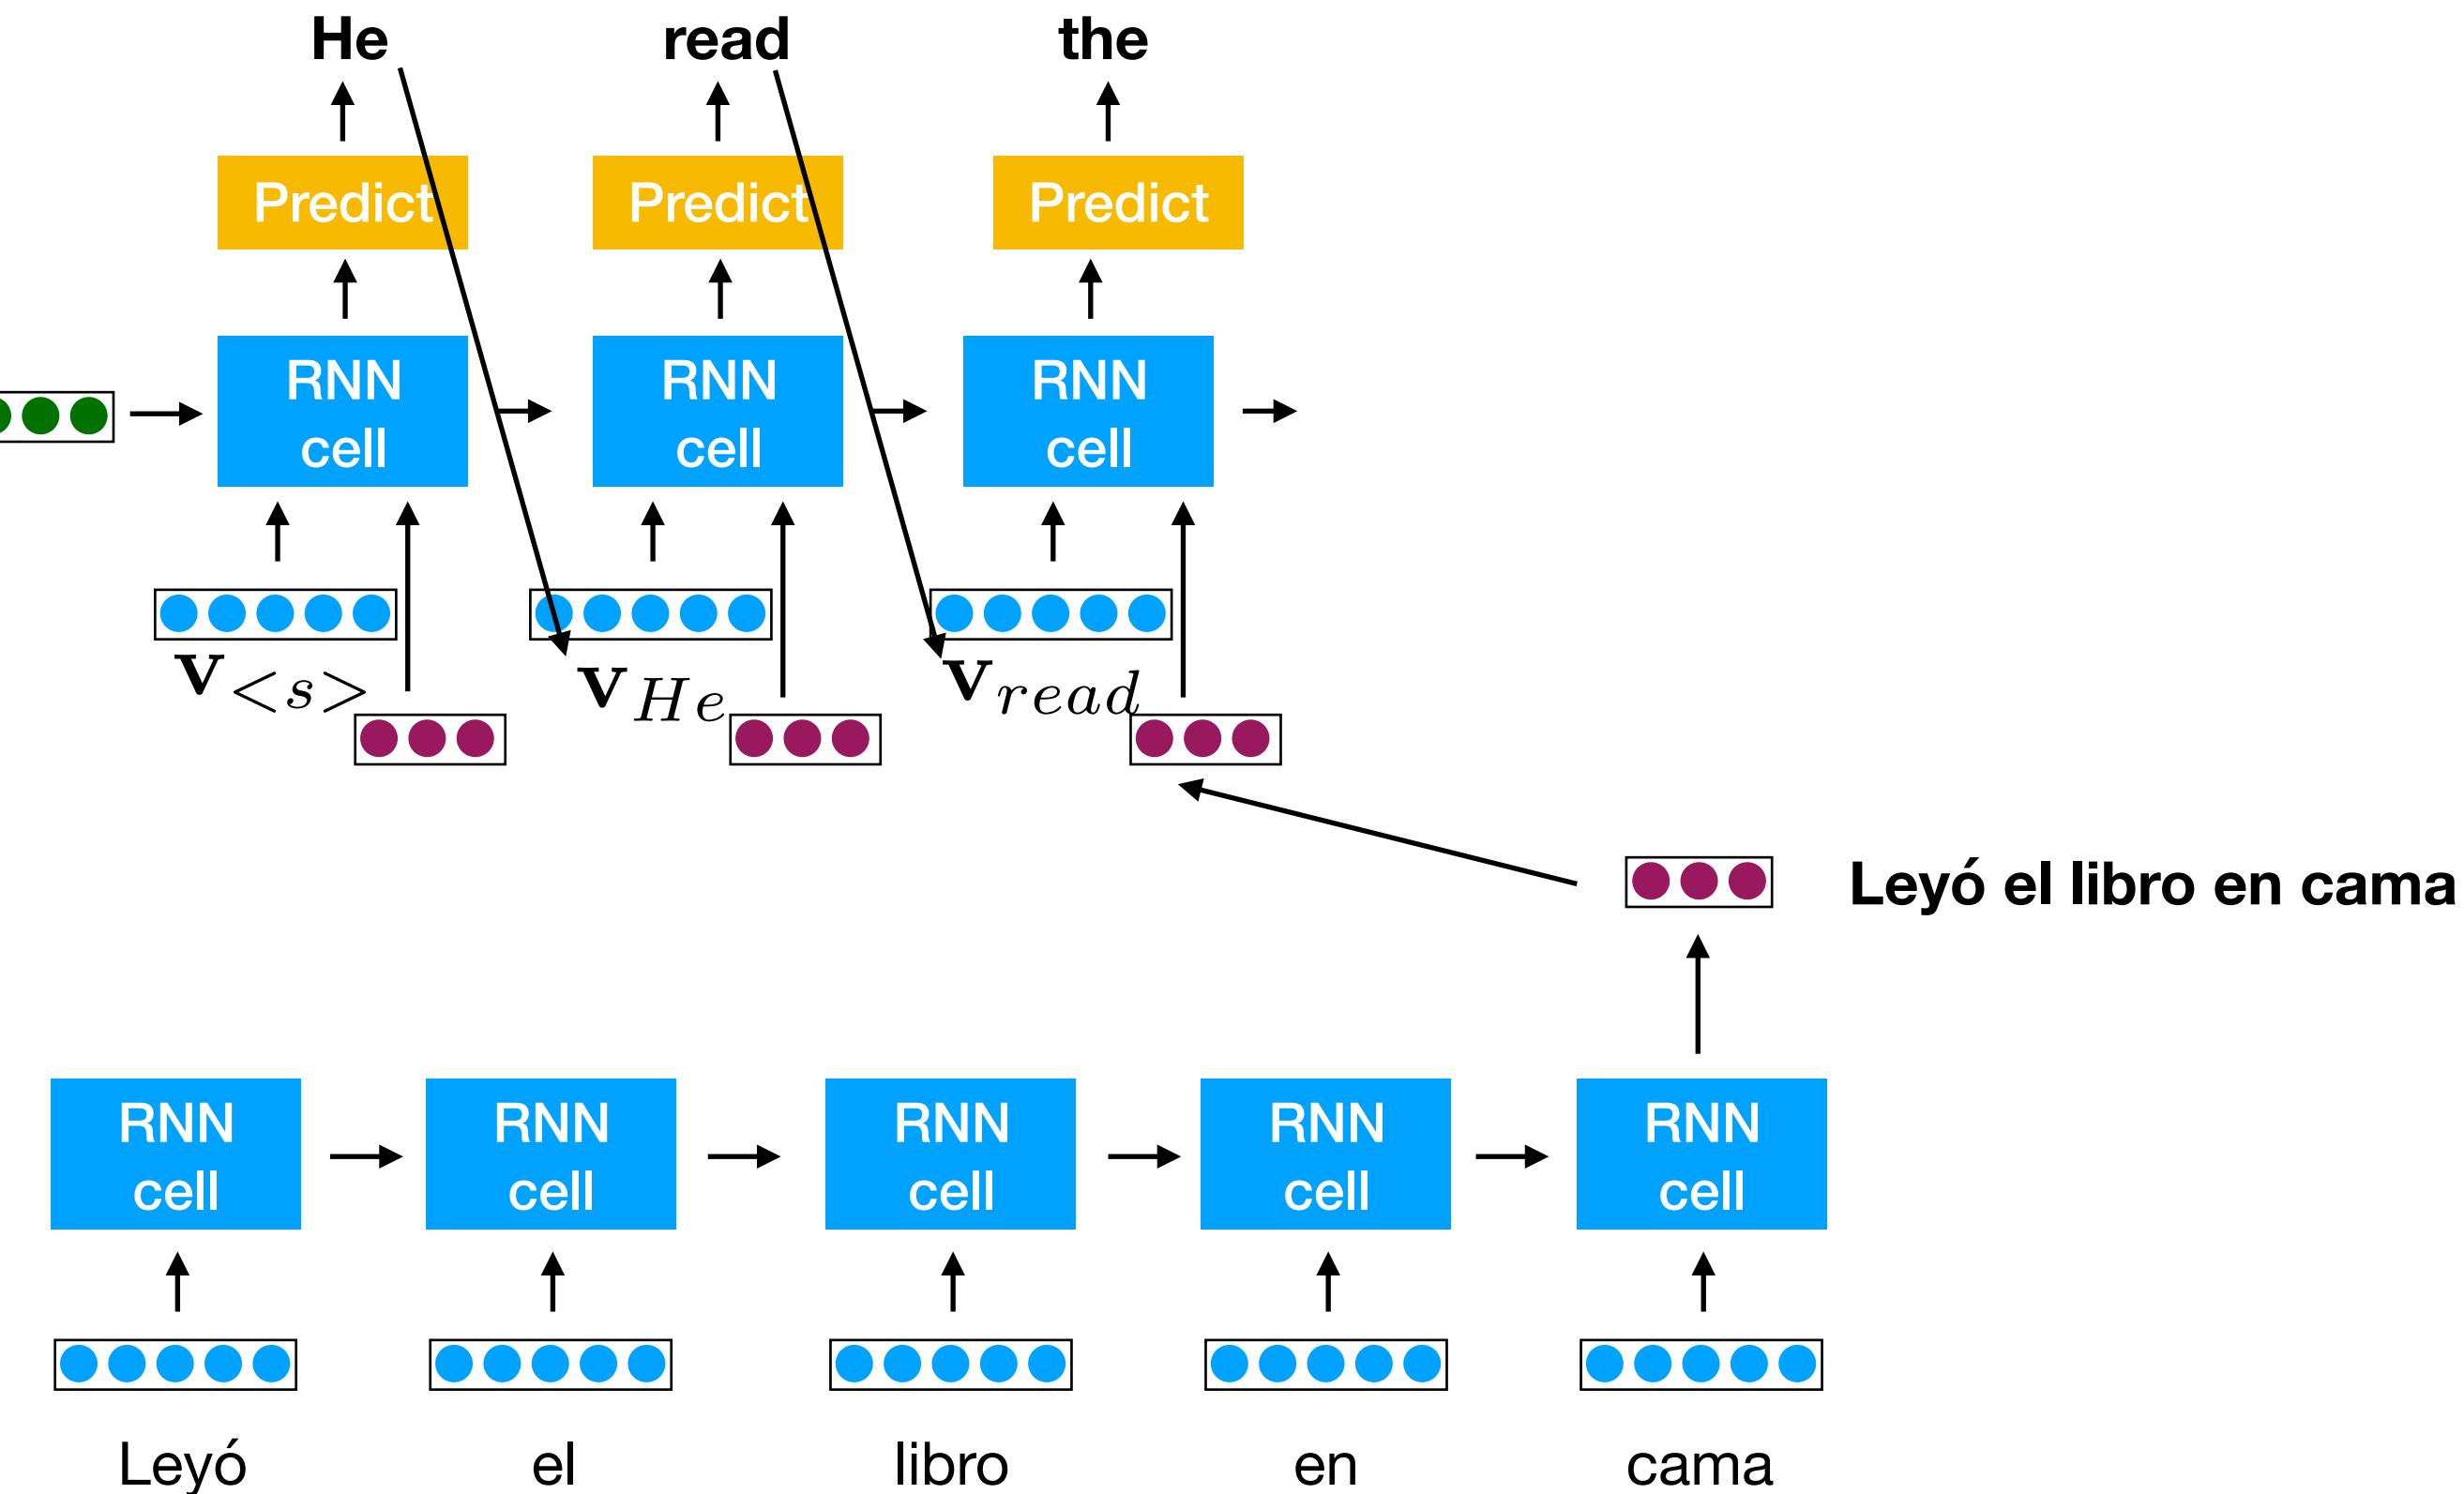 He read the
Predict Predict Predict
RNN cell RNN cell RNN cell
v<s> vHe vread
Leyó el libro en cama
RNN cell RNN cell RNN cell RNN cell RNN cell
Leyó el libro en cama